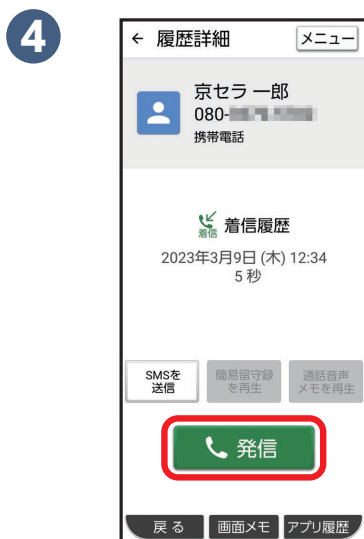 4
← 履歴詳細 メニュー
京セラ 一郎
080-
携帯電話
着信 着信履歴
2023年3月9日 (木) 12:34
5 秒
SMSを
送信
簡易留守録
を再生
通話音声
メモを再生
発信
戻る 画面メモ アプリ履歴